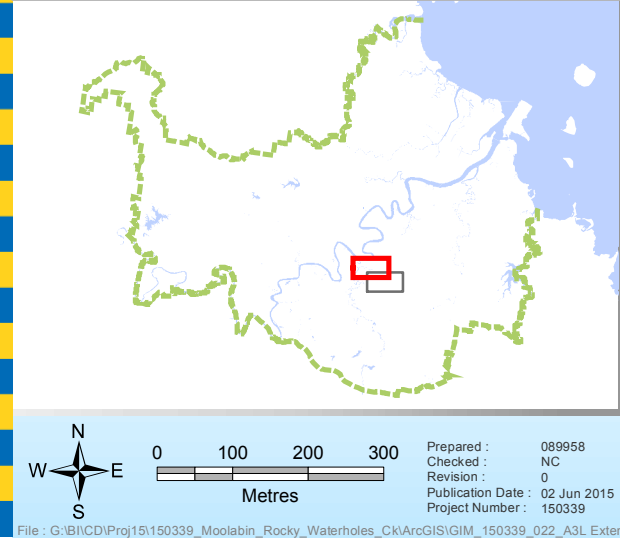 N
W E
S
0 100 200 300
Metres
Prepared : 089958
Checked : NC
Revision : 0
Publication Date : 02 Jun 2015
Project Number : 150339
File : G:\BI\CD\Proj15\150339_Moolabin_Rocky_Waterholes_Ck\ArcGIS\GIM_150339_022_A3L Exter